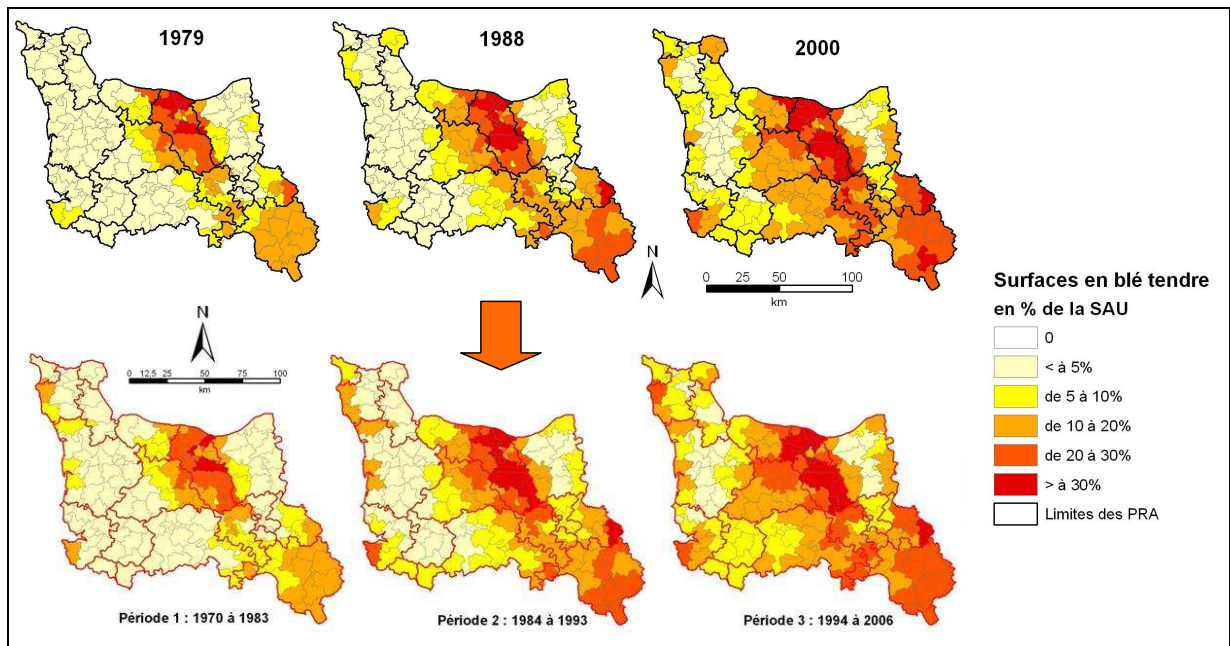 1979
1988
2000
N
0 25 50 100
km
N
0 12,5 25 50 75 100
km
Surfaces en blé tendre
en % de la SAU
0
< à 5%
de 5 à 10%
de 10 à 20%
de 20 à 30%
> à 30%
Limites des PRA
Période 1 : 1970 à 1983
Période 2 : 1984 à 1993
Période 3 : 1994 à 2006